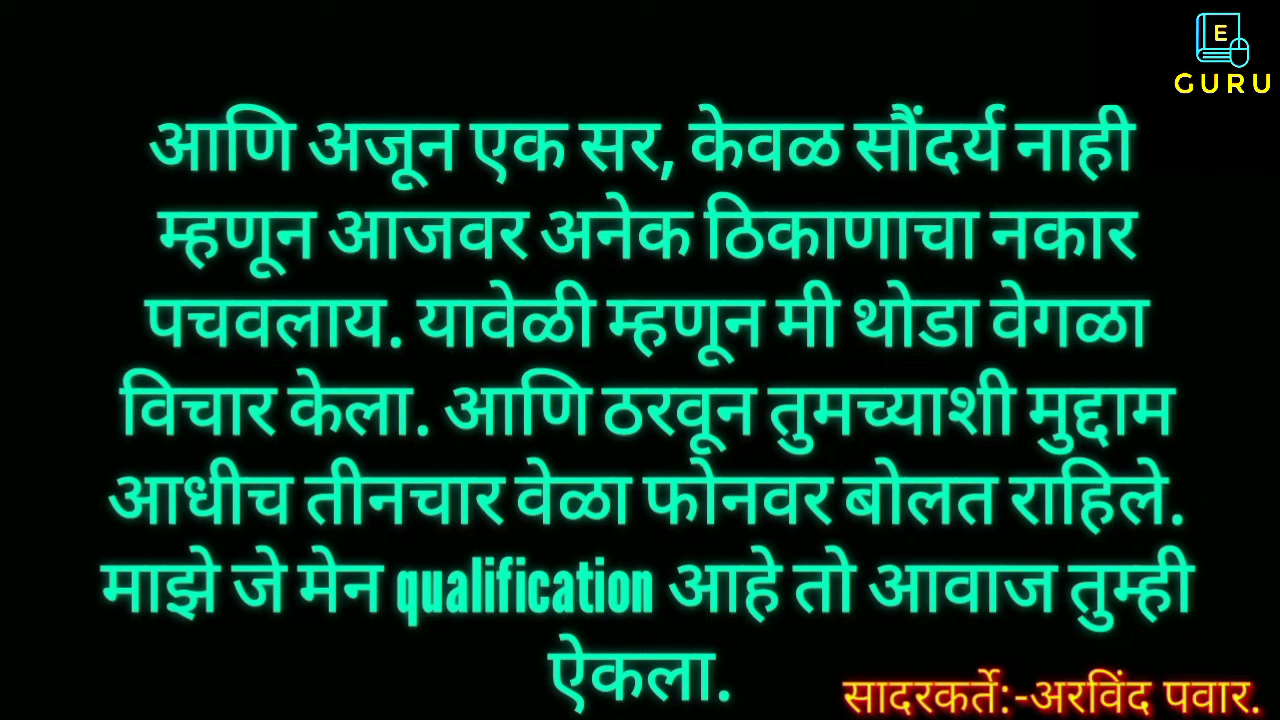 E
GURU
आणि अजून एक सर, केवळ सौंदर्य नाही
म्हणून आजवर अनेक ठिकाणाचा नकार
पचवलाय. यावेळी म्हणून मी थोडा वेगळा
विचार केला. आणि ठरवून तुमच्याशी मुद्दाम
आधीच तीनचार वेळा फोनवर बोलत राहिले.
माझे जे मेन qualification आहे तो आवाज तुम्ही
ऐकला.
सादरकर्ते:-अरविंद पवार.